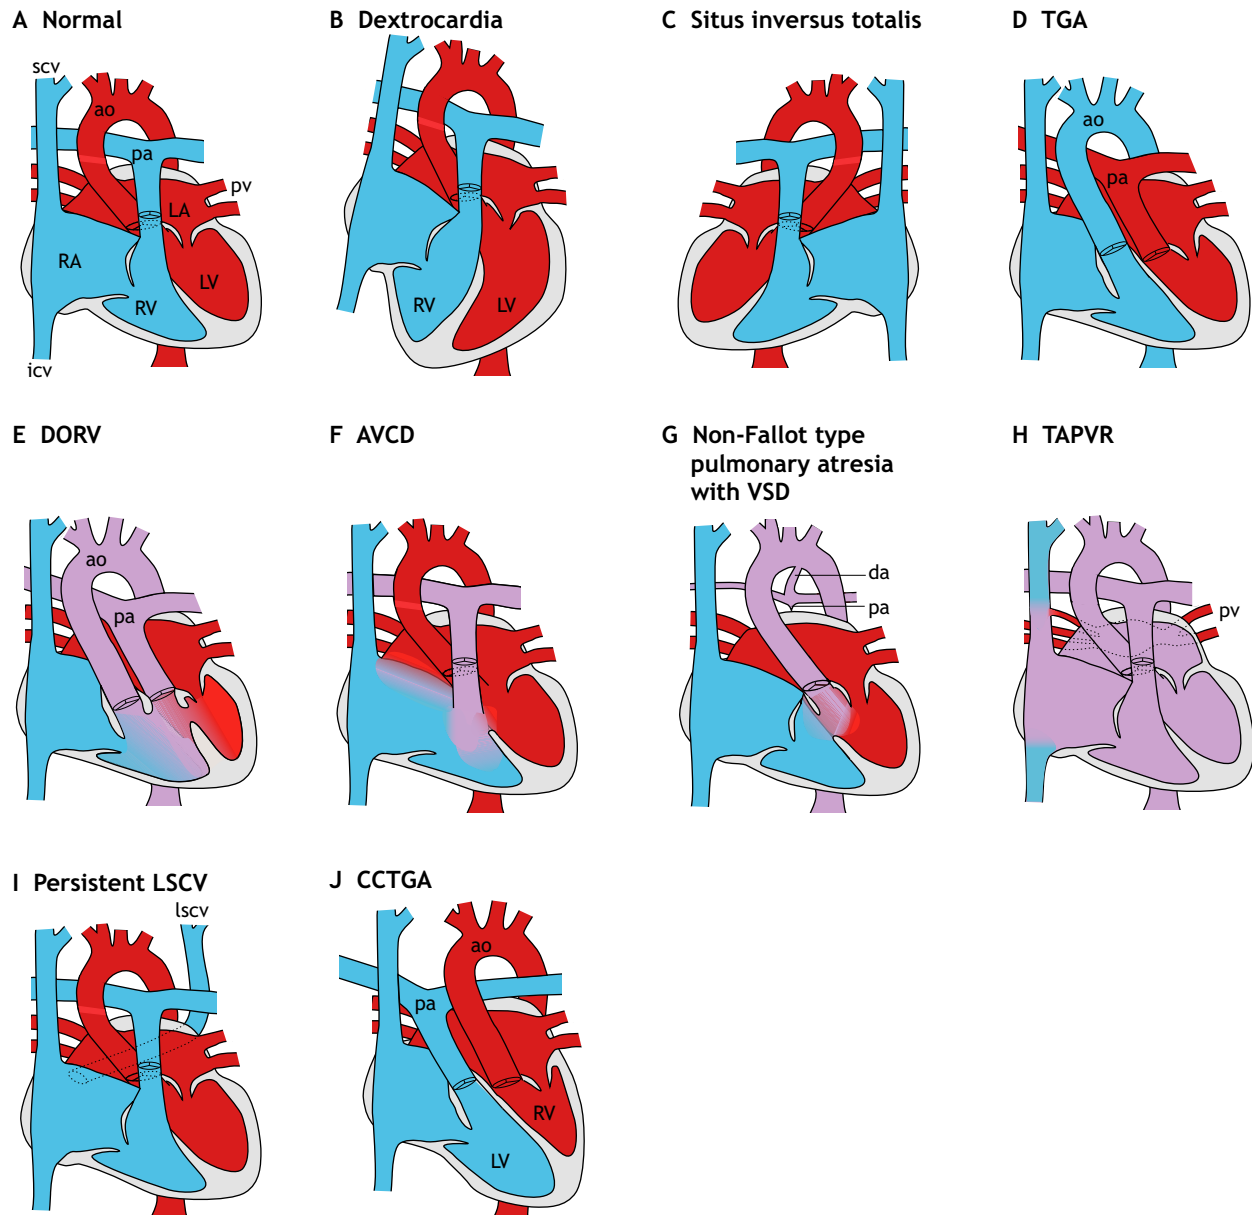 A Normal
scv
ao
pa
pv
LA
RA
LV
RV
icv
B Dextrocardia
RV
LV
C Situs inversus totalis
D TGA
ao
pa
E DORV
ao
pa
F AVCD
G Non-Fallot type
pulmonary atresia
with VSD
da
pa
H TAPVR
pv
I Persistent LSCV
lscv
J CCTGA
ao
pa
RV
LV